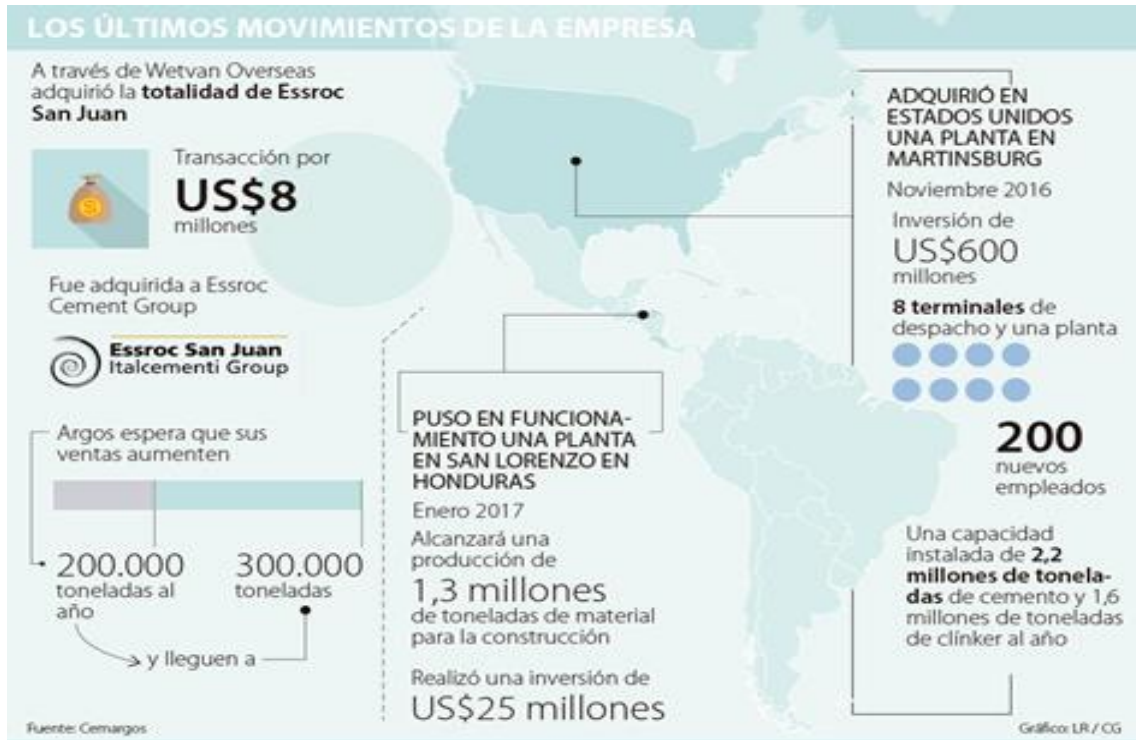 LOS ÚLTIMOS MOVIMIENTOS DE LA EMPRESA
A través de Wetvan Overseas
adquirió la totalidad de Essroc
San Juan
Transacción por
US$8
millones
Fue adquirida a Essroc
Cement Group
Essroc San Juan
Italcementi Group
Argos espera que sus
ventas aumenten
200.000
toneladas al
año
300.000
toneladas
y lleguen a
PUSO EN FUNCIONA-
MIENTO UNA PLANTA
EN SAN LORENZO EN
HONDURAS
Enero 2017
Alcanzará una
producción de
1,3 millones
de toneladas de material
para la construcción
Realizó una inversión de
US$25 millones
ADQUIRIÓ EN
ESTADOS UNIDOS
UNA PLANTA EN
MARTINSBURG
Noviembre 2016
Inversión de
US$600
millones
8 terminales de
despacho y una planta
200
nuevos
empleados
Una capacidad
instalada de 2,2
millones de tonela-
das de cemento y 1,6
millones de toneladas
de clínker al año
Fuente: Cemargos
Gráfico: LR / CG